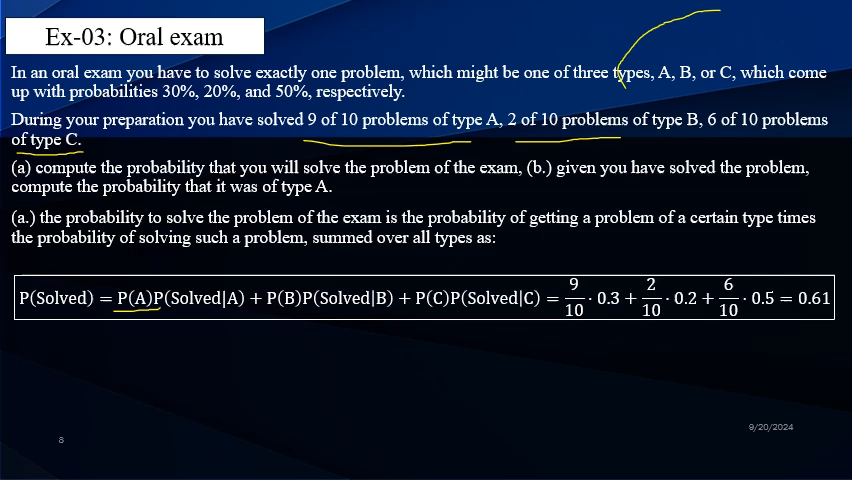 Ex-03: Oral exam
In an oral exam you have to solve exactly one problem, which might be one of three types, A, B, or C, which come
up with probabilities 30%, 20%, and 50%, respectively.
During your preparation you have solved 9 of 10 problems of type A, 2 of 10 problems of type B, 6 of 10 problems
of type C.
(a) compute the probability that you will solve the problem of the exam, (b.) given you have solved the problem,
compute the probability that it was of type A.
(a.) the probability to solve the problem of the exam is the probability of getting a problem of a certain type times
the probability of solving such a problem, summed over all types as:
P(Solved) = P(A)P(Solved|A) + P(B)P(Solved|B) + P(C)P(Solved|C) = 9/10 · 0.3 + 2/10 · 0.2 + 6/10 · 0.5 = 0.61
9/20/2024
8